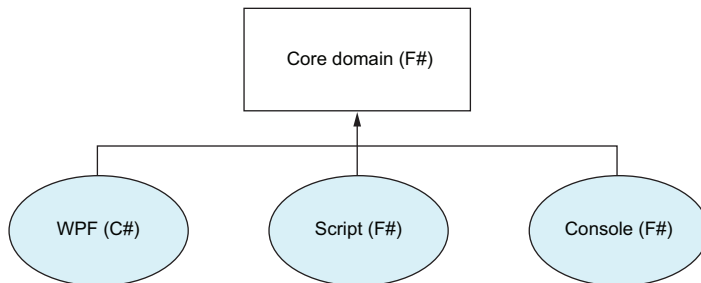 Core domain (F#)
WPF (C#)
Script (F#)
Console (F#)